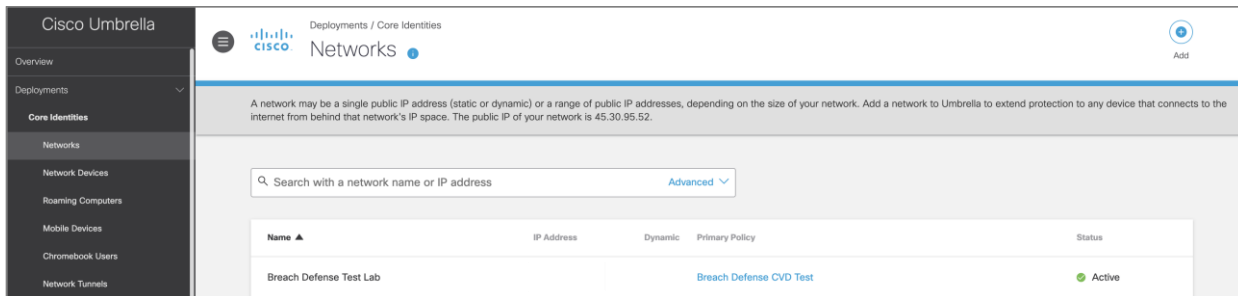 Cisco Umbrella
Overview
Deployments
Core Identities
Networks
Network Devices
Roaming Computers
Mobile Devices
Chromebook Users
Network Tunnels
CISCO
Deployments / Core Identities
Networks
Add
A network may be a single public IP address (static or dynamic) or a range of public IP addresses, depending on the size of your network. Add a network to Umbrella to extend protection to any device that connects to the
internet from behind that network's IP space. The public IP of your network is 45.30.95.52.
Search with a network name or IP address Advanced
Name IP Address Dynamic Primary Policy Status
Breach Defense Test Lab Breach Defense CVD Test Active